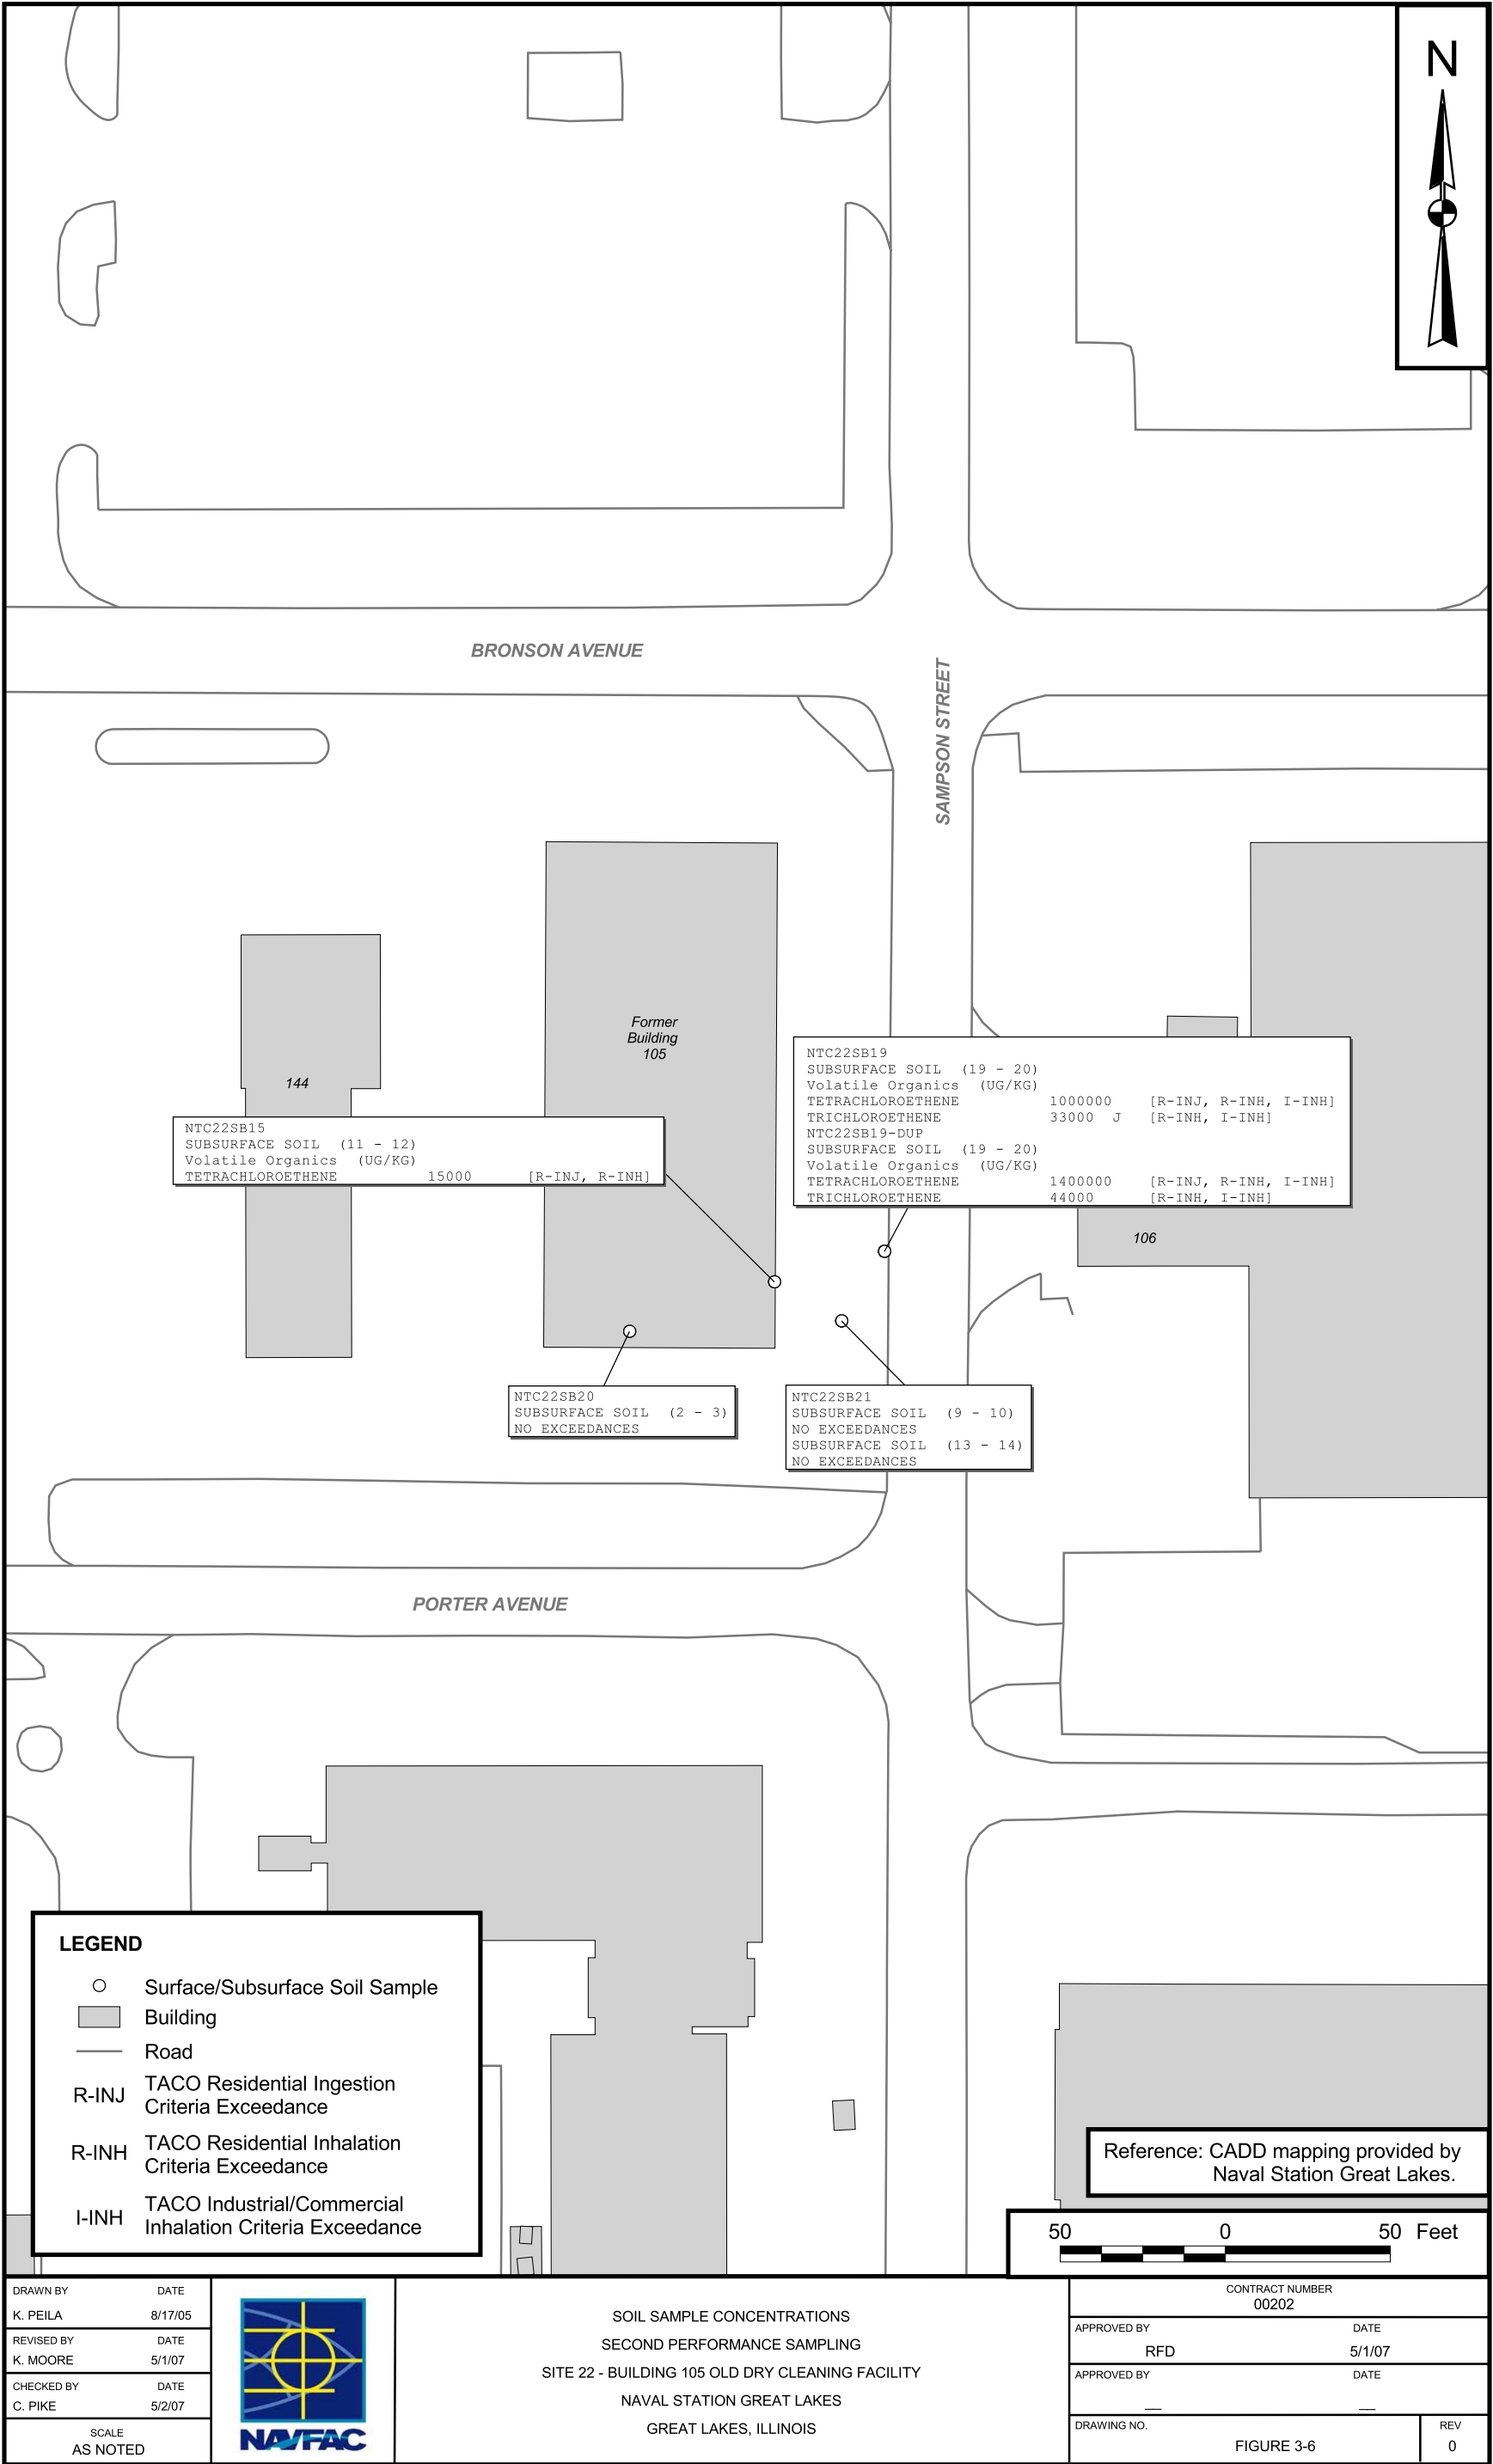 N
BRONSON AVENUE
SAMPSON STREET
Former
Building
105
144
NTC22SB19
SUBSURFACE SOIL (19 - 20)
Volatile Organics (UG/KG)
TETRACHLOROETHENE 1000000 [R-INJ, R-INH, I-INH]
TRICHLOROETHENE 33000 J [R-INH, I-INH]
NTC22SB19-DUP
SUBSURFACE SOIL (19 - 20)
Volatile Organics (UG/KG)
TETRACHLOROETHENE 1400000 [R-INJ, R-INH, I-INH]
TRICHLOROETHENE 44000 [R-INH, I-INH]
NTC22SB15
SUBSURFACE SOIL (11 - 12)
Volatile Organics (UG/KG)
TETRACHLOROETHENE 15000 [R-INJ, R-INH]
106
NTC22SB20
SUBSURFACE SOIL (2 - 3)
NO EXCEEDANCES
NTC22SB21
SUBSURFACE SOIL (9 - 10)
NO EXCEEDANCES
SUBSURFACE SOIL (13 - 14)
NO EXCEEDANCES
PORTER AVENUE
LEGEND
Surface/Subsurface Soil Sample
Building
Road
R-INJ TACO Residential Ingestion
Criteria Exceedance
R-INH TACO Residential Inhalation
Criteria Exceedance
I-INH TACO Industrial/Commercial
Inhalation Criteria Exceedance
Reference: CADD mapping provided by
Naval Station Great Lakes.
50 0 50 Feet
DRAWN BY DATE
K. PEILA 8/17/05
REVISED BY DATE
K. MOORE 5/1/07
CHECKED BY DATE
C. PIKE 5/2/07
SCALE
AS NOTED
NAVFAC
SOIL SAMPLE CONCENTRATIONS
SECOND PERFORMANCE SAMPLING
SITE 22 - BUILDING 105 OLD DRY CLEANING FACILITY
NAVAL STATION GREAT LAKES
GREAT LAKES, ILLINOIS
CONTRACT NUMBER
00202
APPROVED BY DATE
RFD 5/1/07
APPROVED BY DATE
— —
DRAWING NO. REV
FIGURE 3-6 0